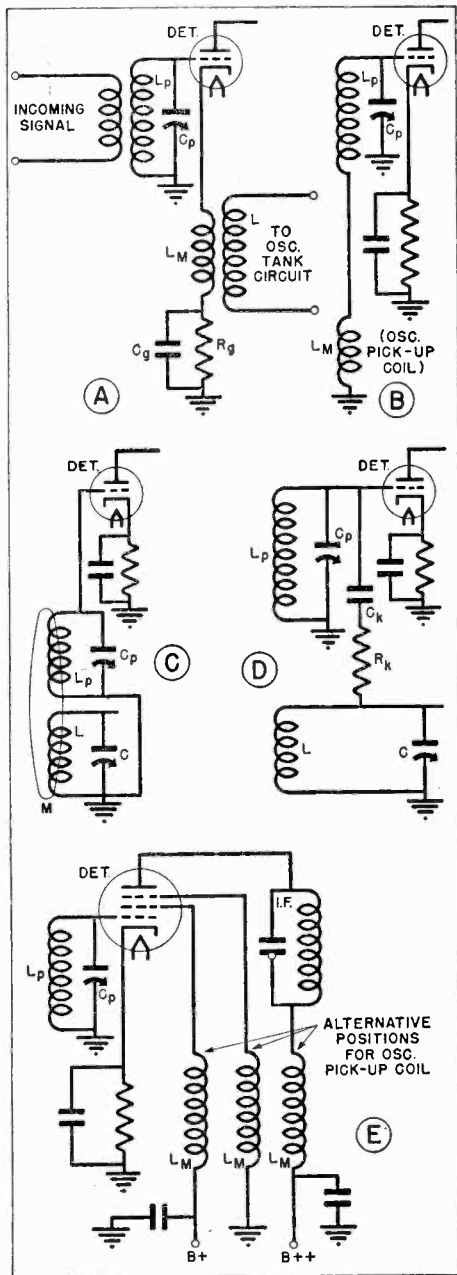 DET.
Lp
Cp
INCOMING
SIGNAL
LM
L
TO
OSC.
TANK
CIRCUIT
Cg
Rg
A
DET.
Lp
Cp
LM
(OSC.
PICK-UP
COIL)
B
DET.
Cp
Lp
L
C
M
C
DET.
Lp
Cp
Ck
Rk
L
C
D
DET.
Lp
Cp
I.F.
ALTERNATIVE
POSITIONS
FOR OSC.
PICK-UP
COIL
LM
LM
LM
E
B+
B++